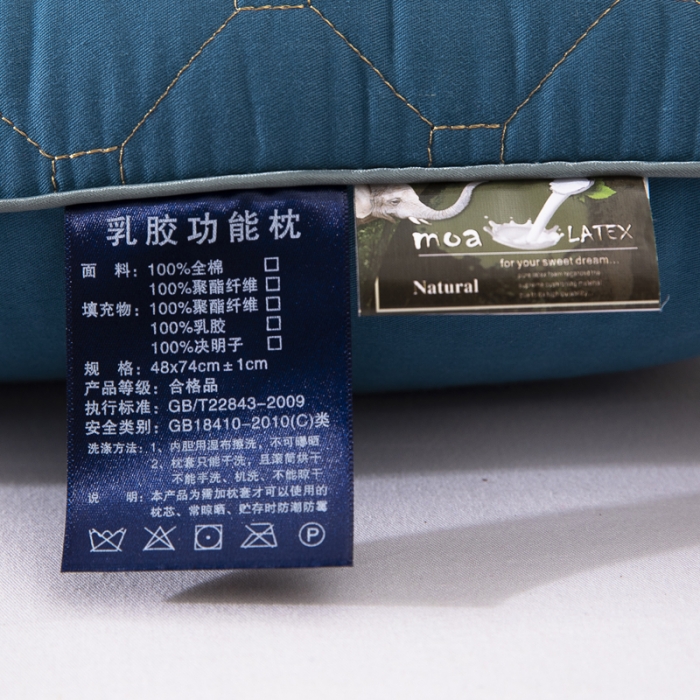 乳胶功能枕
面 料：100%全棉 □
100%聚酯纤维 □
填充物：100%聚酯纤维 □
100%乳胶 □
100%决明子 □
规 格：48x74cm±1cm
产品等级：合格品
执行标准：GB/T22843-2009
安全类别：GB18410-2010(C)类
洗涤方法：1、内胆用湿布擦洗，不可曝晒
2、枕套只能干洗，且滚筒烘干
不能手洗、机洗、不能晾干
说 明：本产品为需加枕套才可以使用的
枕芯、常晾晒、贮存时防潮防霉
P
moa LATEX
for your sweet dream...
Natural